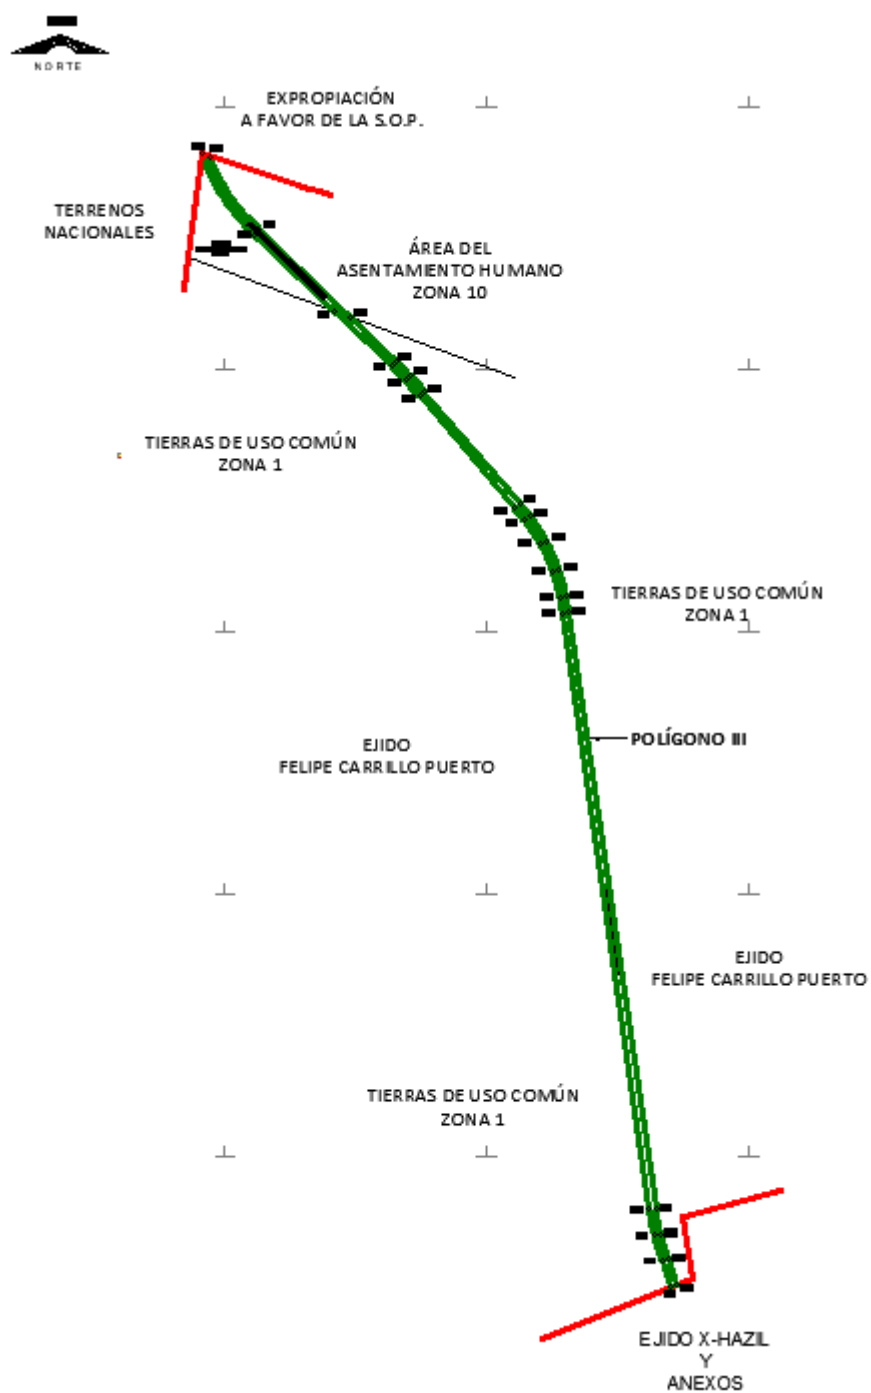 NORTE
EXPROPIACIÓN
A FAVOR DE LA S.O.P.
TERRENOS
NACIONALES
ÁREA DEL
ASENTAMIENTO HUMANO
ZONA 10
TIERRAS DE USO COMÚN
ZONA 1
TIERRAS DE USO COMÚN
ZONA 1
POLÍGONO III
EJIDO
FELIPE CARRILLO PUERTO
EJIDO
FELIPE CARRILLO PUERTO
TIERRAS DE USO COMÚN
ZONA 1
EJIDO X-HAZIL
Y
ANEXOS